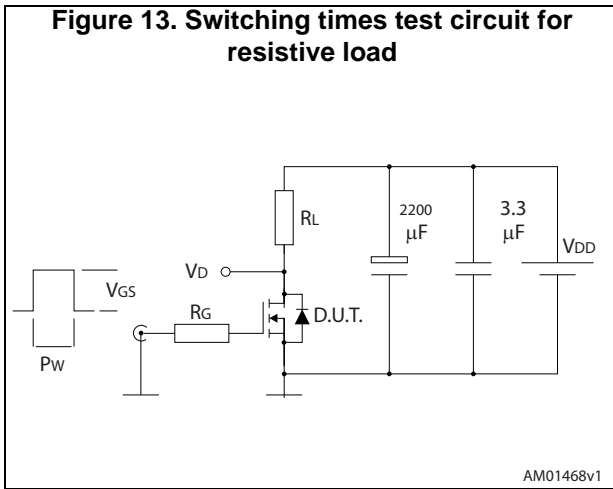 Figure 13. Switching times test circuit for
resistive load
RL
2200
μF
3.3
μF
VDD
VD
VGS
RG
D.U.T.
PW
AM01468v1